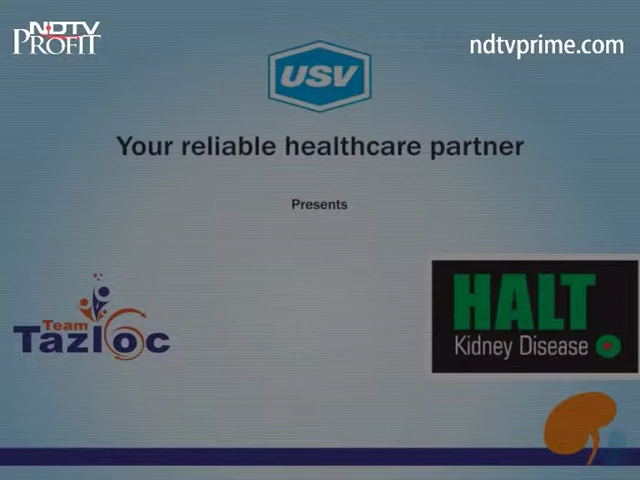 NDTV
PROFIT
ndtvprime.com
USV
Your reliable healthcare partner
Presents
Team
Tazloc
HALT
Kidney Disease